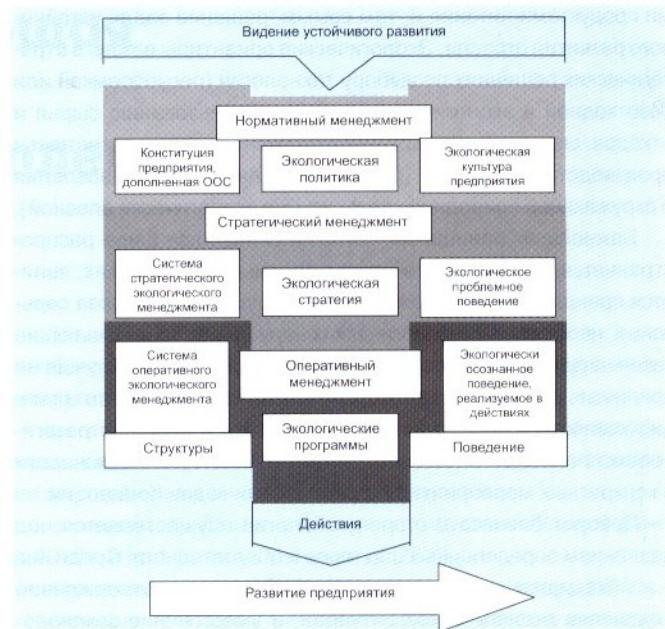 Видение устойчивого развития
Нормативный менеджмент
Конституция
предприятия,
дополненная ООС
Экологическая
политика
Экологическая
культура
предприятия
Стратегический менеджмент
Система
стратегического
экологического
менеджмента
Экологическая
стратегия
Экологическое
проблемное
поведение
Система
оперативного
экологического
менеджмента
Оперативный
менеджмент
Экологически
осознанное
поведение,
реализуемое в
действиях
Структуры
Экологические
программы
Поведение
Действия
Развитие предприятия